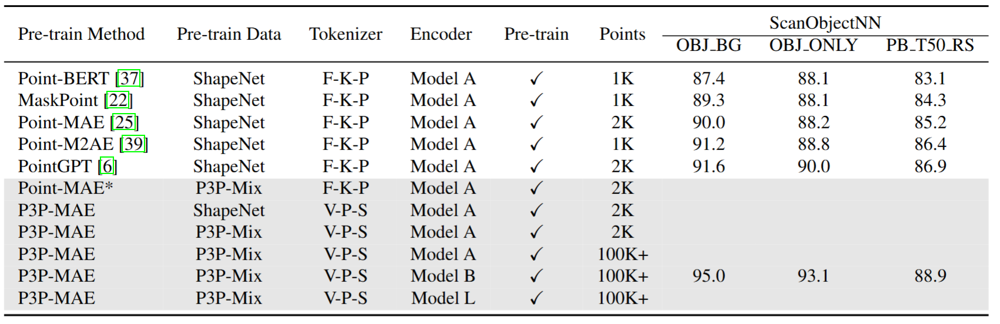 Pre-train Method Pre-train Data Tokenizer Encoder Pre-train Points ScanObjectNN
OBJ_BG OBJ_ONLY PB_T50_RS
Point-BERT [37] ShapeNet F-K-P Model A ✓ 1K 87.4 88.1 83.1
MaskPoint [22] ShapeNet F-K-P Model A ✓ 1K 89.3 88.1 84.3
Point-MAE [25] ShapeNet F-K-P Model A ✓ 2K 90.0 88.2 85.2
Point-M2AE [39] ShapeNet F-K-P Model A ✓ 1K 91.2 88.8 86.4
PointGPT [6] ShapeNet F-K-P Model A ✓ 2K 91.6 90.0 86.9
Point-MAE* P3P-Mix F-K-P Model A ✓ 2K
P3P-MAE ShapeNet V-P-S Model A ✓ 2K
P3P-MAE P3P-Mix V-P-S Model A ✓ 2K
P3P-MAE P3P-Mix V-P-S Model A ✓ 100K+
P3P-MAE P3P-Mix V-P-S Model B ✓ 100K+ 95.0 93.1 88.9
P3P-MAE P3P-Mix V-P-S Model L ✓ 100K+